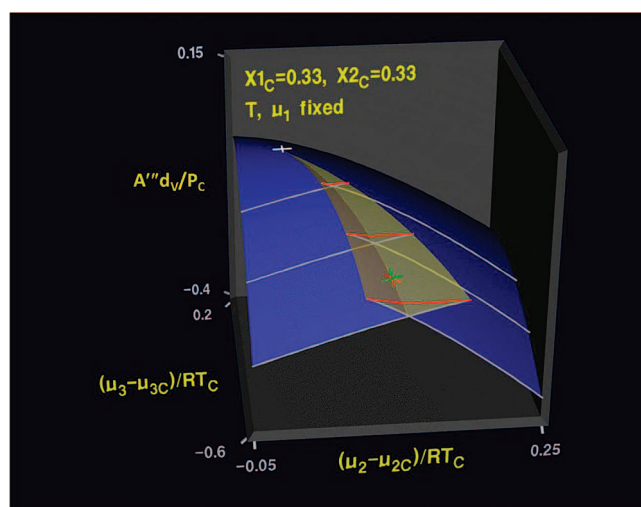 0.15
X1C=0.33, X2C=0.33
T, μ1 fixed
A'''dV/PC
-0.4
0.2
(μ3-μ3C)/RTC
-0.6
-0.05
(μ2-μ2C)/RTC
0.25